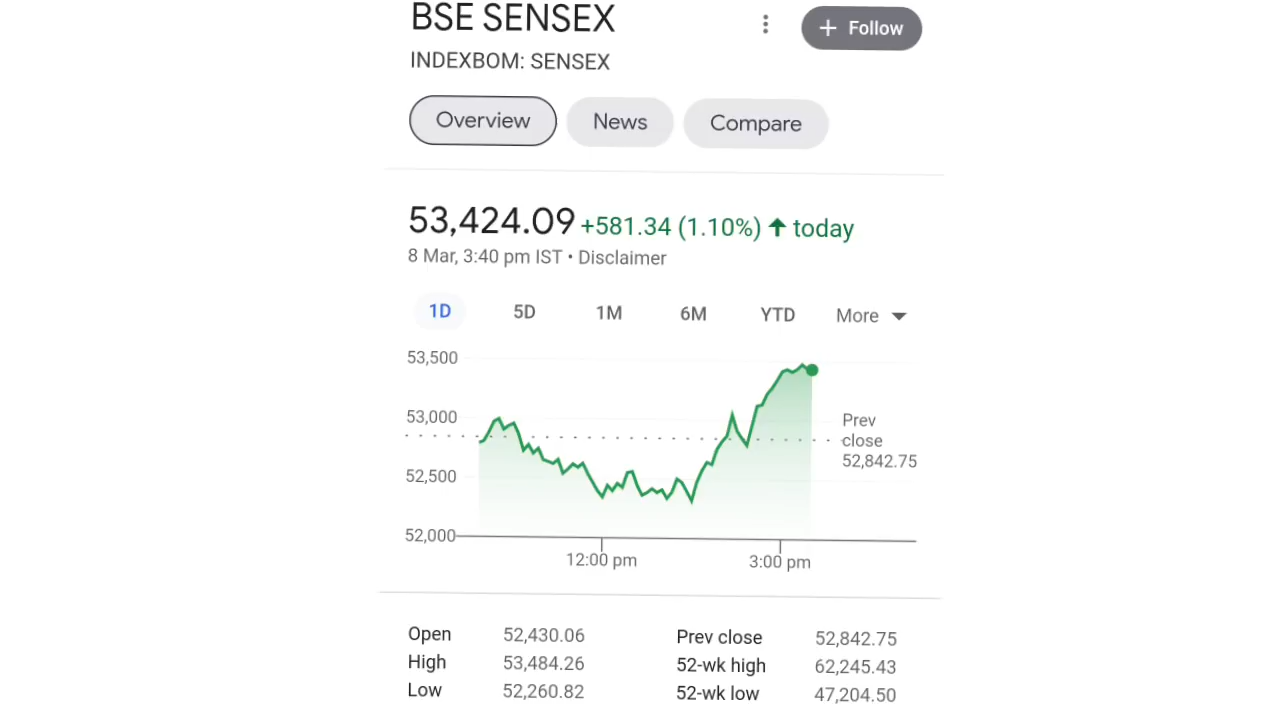 BSE SENSEX
+ Follow
INDEXBOM: SENSEX
Overview News Compare
53,424.09 +581.34 (1.10%) ↑ today
8 Mar, 3:40 pm IST • Disclaimer
1D 5D 1M 6M YTD More
53,500
53,000
52,500
52,000
Prev
close
52,842.75
12:00 pm 3:00 pm
Open 52,430.06 Prev close 52,842.75
High 53,484.26 52-wk high 62,245.43
Low 52,260.82 52-wk low 47,204.50